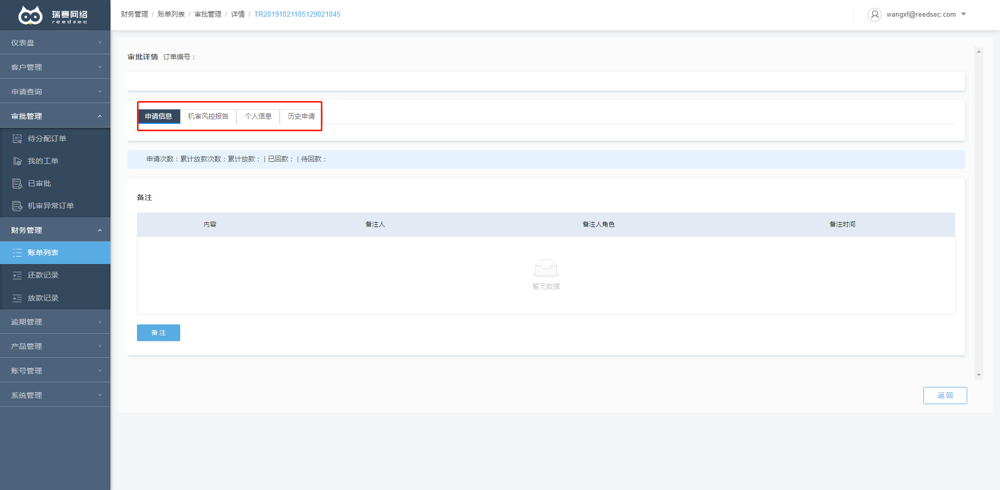 瑞赛网络
reedsec
财务管理 / 账单列表 / 审批管理 / 详情 / TR20191021105129021045
wangxf@reedsec.com
仪表盘
客户管理
申请查询
审批管理
待分配订单
我的工单
已审批
机审异常订单
财务管理
账单列表
还款记录
放款记录
逾期管理
产品管理
账号管理
系统管理
审批详情 订单编号：
申请信息 机审风控报告 个人信息 历史申请
申请次数：累计放款次数：累计放款： | 已回款： | 待回款：
备注
内容 备注人 备注人角色 备注时间
暂无数据
备 注
返 回